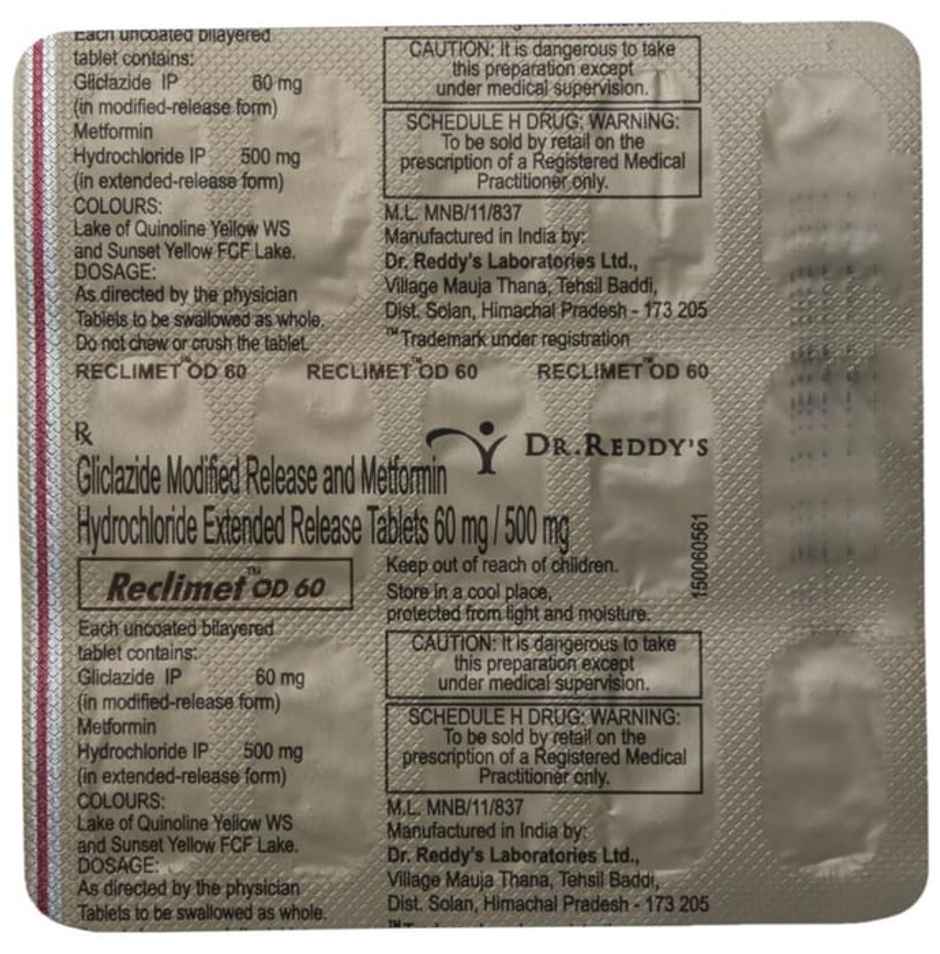 Each uncoated bilayered
tablet contains:
Gliclazide IP 60 mg
(in modified-release form)
Metformin
Hydrochloride IP 500 mg
(in extended-release form)
COLOURS:
Lake of Quinoline Yellow WS
and Sunset Yellow FCF Lake.
DOSAGE:
As directed by the physician
Tablets to be swallowed as whole.
Do not chew or crush the tablet.
CAUTION: It is dangerous to take
this preparation except
under medical supervision.
SCHEDULE H DRUG: WARNING:
To be sold by retail on the
prescription of a Registered Medical
Practitioner only.
M.L. MNB/11/837
Manufactured in India by:
Dr. Reddy's Laboratories Ltd.,
Village Mauja Thana, Tehsil Baddi,
Dist. Solan, Himachal Pradesh - 173 205
™Trademark under registration
RECLIMET™OD 60 RECLIMET™OD 60 RECLIMET™OD 60
℞
DR.REDDY'S
Gliclazide Modified Release and Metformin
Hydrochloride Extended Release Tablets 60 mg / 500 mg
Reclimet™OD 60
Each uncoated bilayered
tablet contains:
Gliclazide IP 60 mg
(in modified-release form)
Metformin
Hydrochloride IP 500 mg
(in extended-release form)
COLOURS:
Lake of Quinoline Yellow WS
and Sunset Yellow FCF Lake.
DOSAGE:
As directed by the physician
Tablets to be swallowed as whole.
Keep out of reach of children.
Store in a cool place,
protected from light and moisture.
150060561
CAUTION: It is dangerous to take
this preparation except
under medical supervision.
SCHEDULE H DRUG: WARNING:
To be sold by retail on the
prescription of a Registered Medical
Practitioner only.
M.L. MNB/11/837
Manufactured in India by:
Dr. Reddy's Laboratories Ltd.,
Village Mauja Thana, Tehsil Baddi,
Dist. Solan, Himachal Pradesh - 173 205